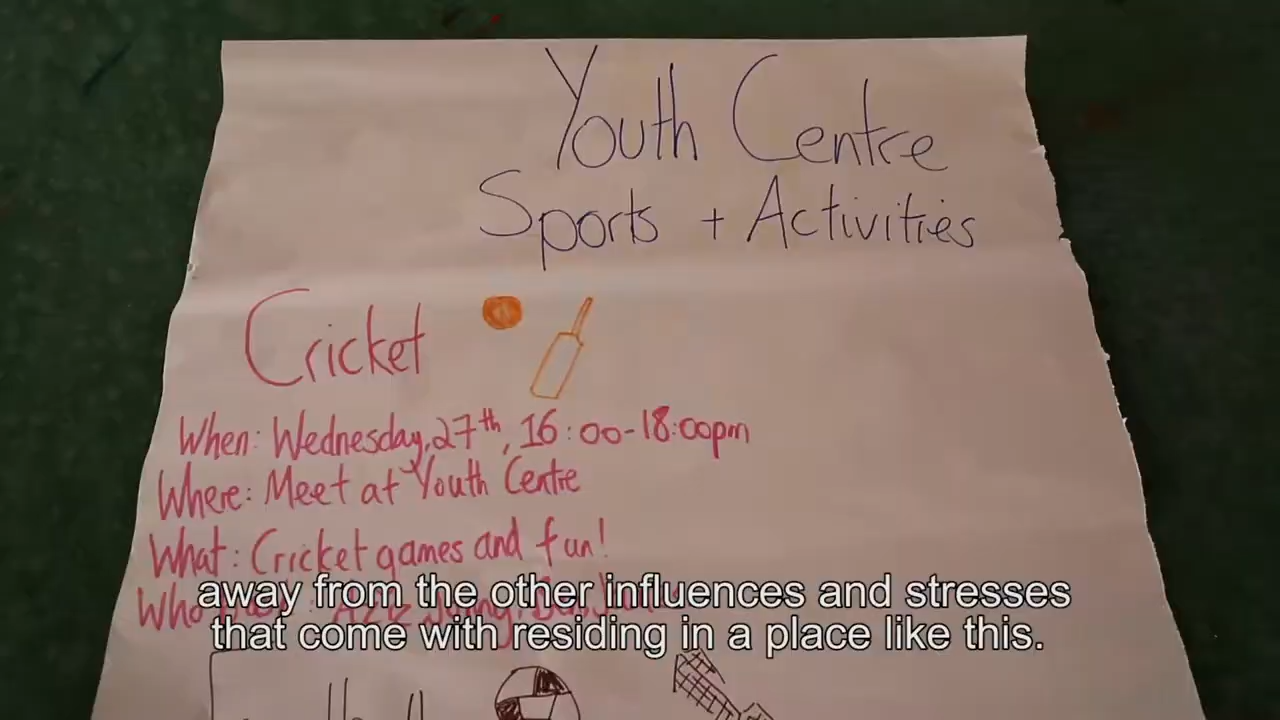 Youth Centre
Sports + Activities
Cricket
When: Wednesday, 27th, 16:00-18:00pm
Where: Meet at Youth Centre
What: Cricket games and fun!
away from the other influences and stresses
that come with residing in a place like this.